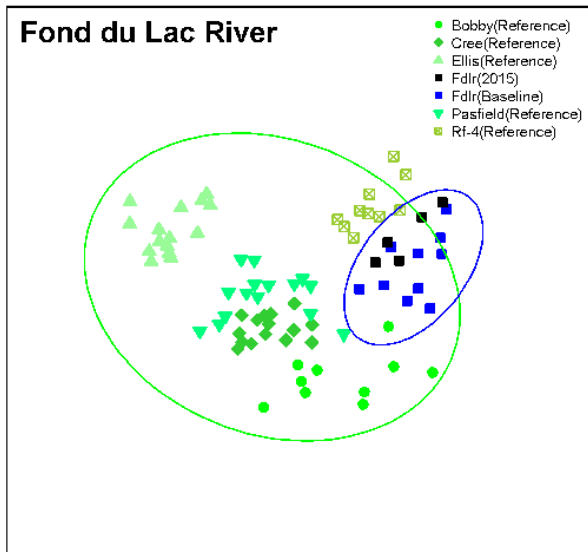 Fond du Lac River
Bobby(Reference)
Cree(Reference)
Ellis(Reference)
Fdlr(2015)
Fdlr(Baseline)
Pasfield(Reference)
Rf-4(Reference)